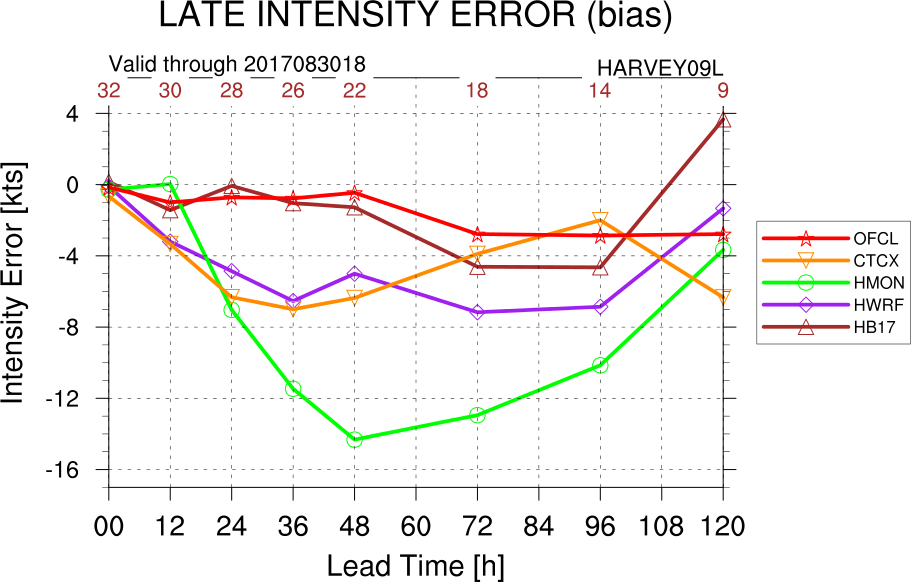 LATE INTENSITY ERROR (bias)
Valid through 2017083018
HARVEY09L
32 30 28 26 22 18 14 9
4
0
-4
-8
-12
-16
Intensity Error [kts]
OFCL
CTCX
HMON
HWRF
HB17
00 12 24 36 48 60 72 84 96 108 120
Lead Time [h]